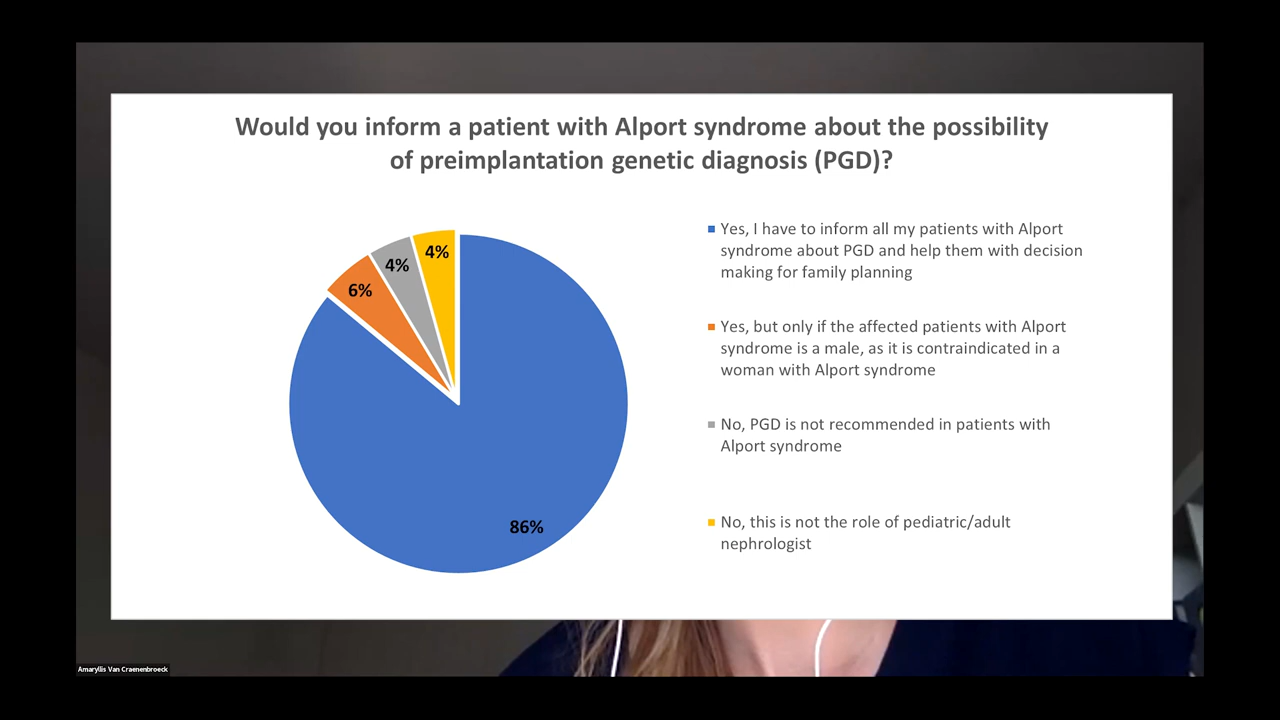 Would you inform a patient with Alport syndrome about the possibility
of preimplantation genetic diagnosis (PGD)?
4%
4%
6%
86%
Yes, I have to inform all my patients with Alport
syndrome about PGD and help them with decision
making for family planning
Yes, but only if the affected patients with Alport
syndrome is a male, as it is contraindicated in a
woman with Alport syndrome
No, PGD is not recommended in patients with
Alport syndrome
No, this is not the role of pediatric/adult
nephrologist
Amaryllis Van Craenenbroeck